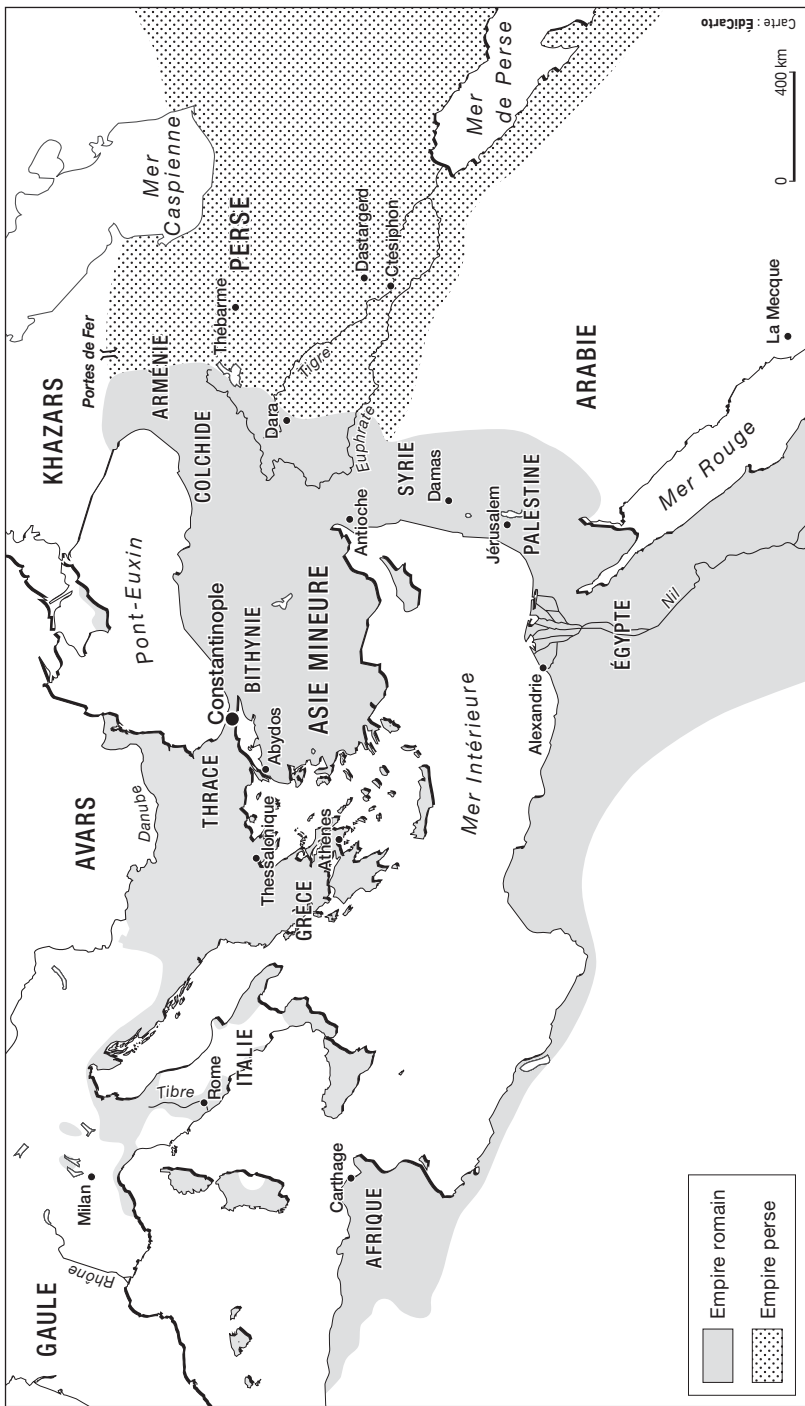 GAULE
Rhône
Milan
Tibre
Rome
ITALIE
Carthage
AFRIQUE
AVARS
Danube
THRACE
Thessalonique
GRÈCE
Athènes
Abydos
Constantinople
BITHYNIE
ASIE MINEURE
Pont-Euxin
Mer Intérieure
Alexandrie
ÉGYPTE
Nil
KHAZARS
Portes de Fer
ARMÉNIE
COLCHIDE
Dara
Euphrate
Tigre
Antioche
SYRIE
Damas
Jérusalem
PALESTINE
Mer
Caspienne
PERSE
Thébarme
Dastargerd
Ctesiphon
Mer
de Perse
ARABIE
Mer Rouge
La Mecque
Empire romain
Empire perse
0
400 km
Carte : ÉdiCarto